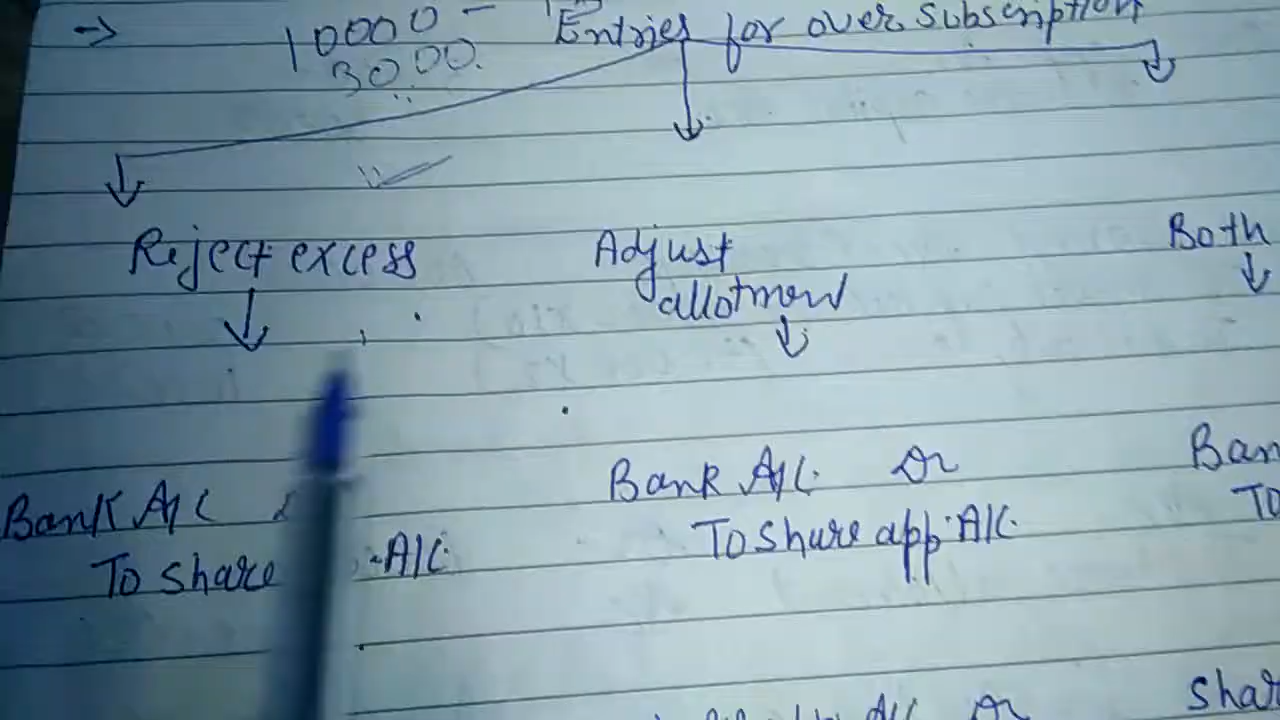 → 10000 – Entries for over subscription
3000.
Reject excess
Adjust
allotment
Both
Bank A/C
To share A/C.
Bank A/C. Dr
To share app. A/C.
Ban
To
A/C Dr
Shar